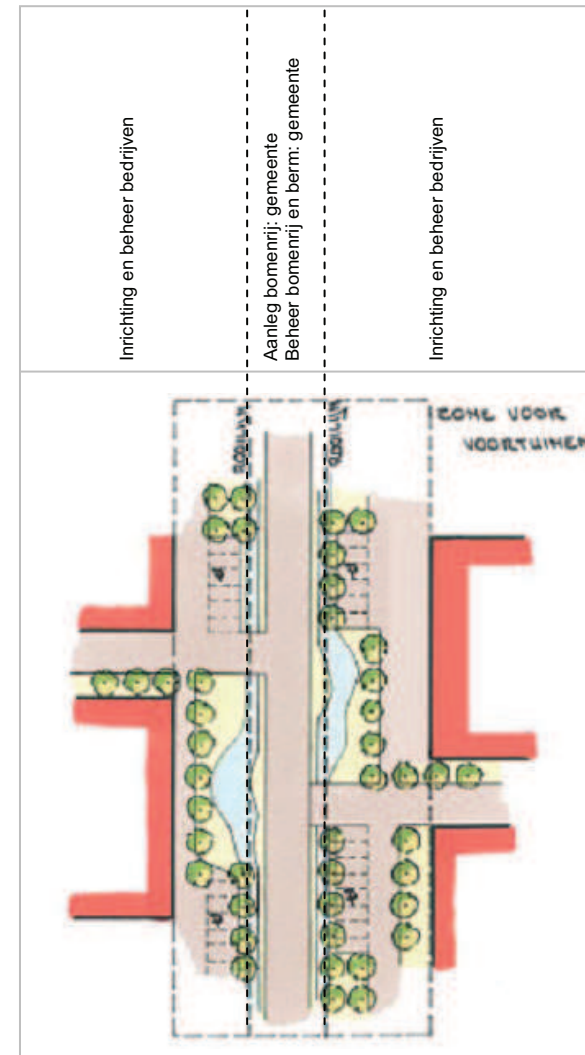 Inrichting en beheer bedrijven
Aanleg bomenrij: gemeente
Beheer bomenrij en berm: gemeente
Inrichting en beheer bedrijven
ZONE VOOR
VOORTUINEN
P
P
P
P